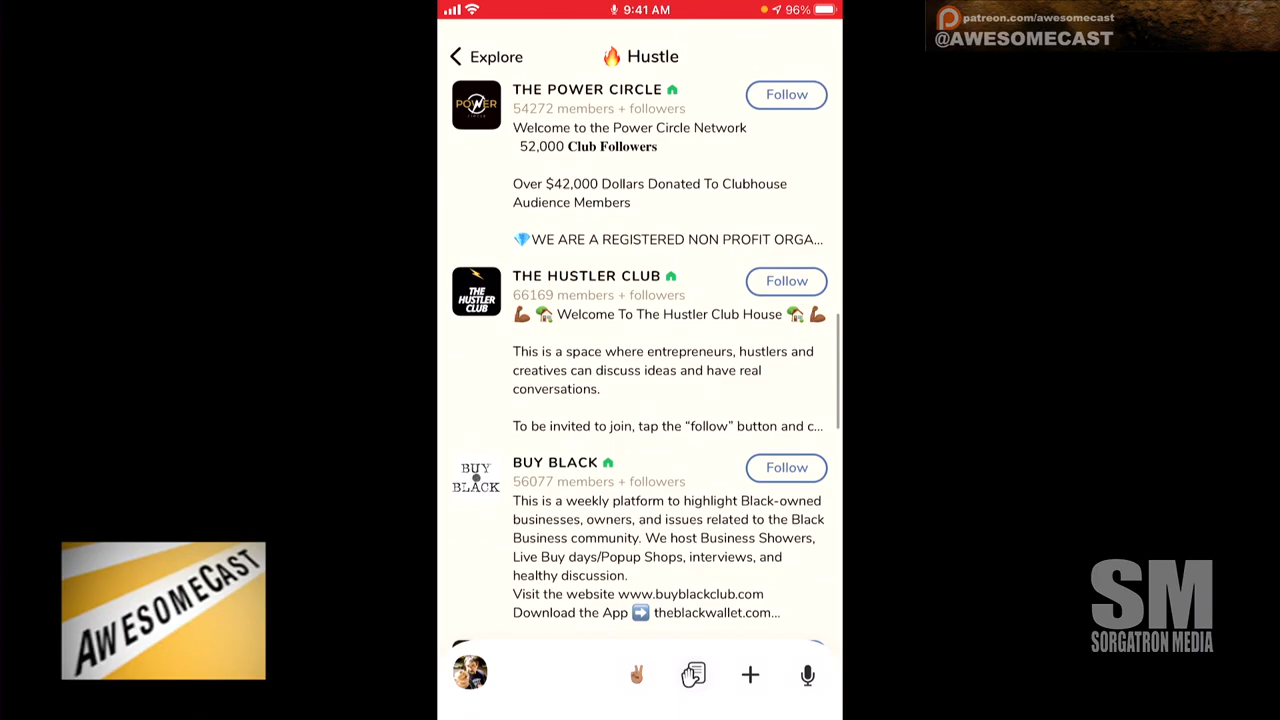 9:41 AM
96%
patreon.com/awesomecast
@AWESOMECAST
Explore
🔥 Hustle
THE POWER CIRCLE
Follow
54272 members + followers
Welcome to the Power Circle Network
52,000 Club Followers
Over $42,000 Dollars Donated To Clubhouse
Audience Members
💎WE ARE A REGISTERED NON PROFIT ORGA...
POWER
CIRCLE
THE HUSTLER CLUB
Follow
66169 members + followers
💪🏾 🏡 Welcome To The Hustler Club House 🏡 💪🏾
This is a space where entrepreneurs, hustlers and
creatives can discuss ideas and have real
conversations.
To be invited to join, tap the “follow” button and c...
THE
HUSTLER
CLUB
BUY BLACK
Follow
56077 members + followers
This is a weekly platform to highlight Black-owned
businesses, owners, and issues related to the Black
Business community. We host Business Showers,
Live Buy days/Popup Shops, interviews, and
healthy discussion.
Visit the website www.buyblackclub.com
Download the App ➡️ theblackwallet.com...
BUY
BLACK
AWESOMECAST
SM
SORGATRON MEDIA